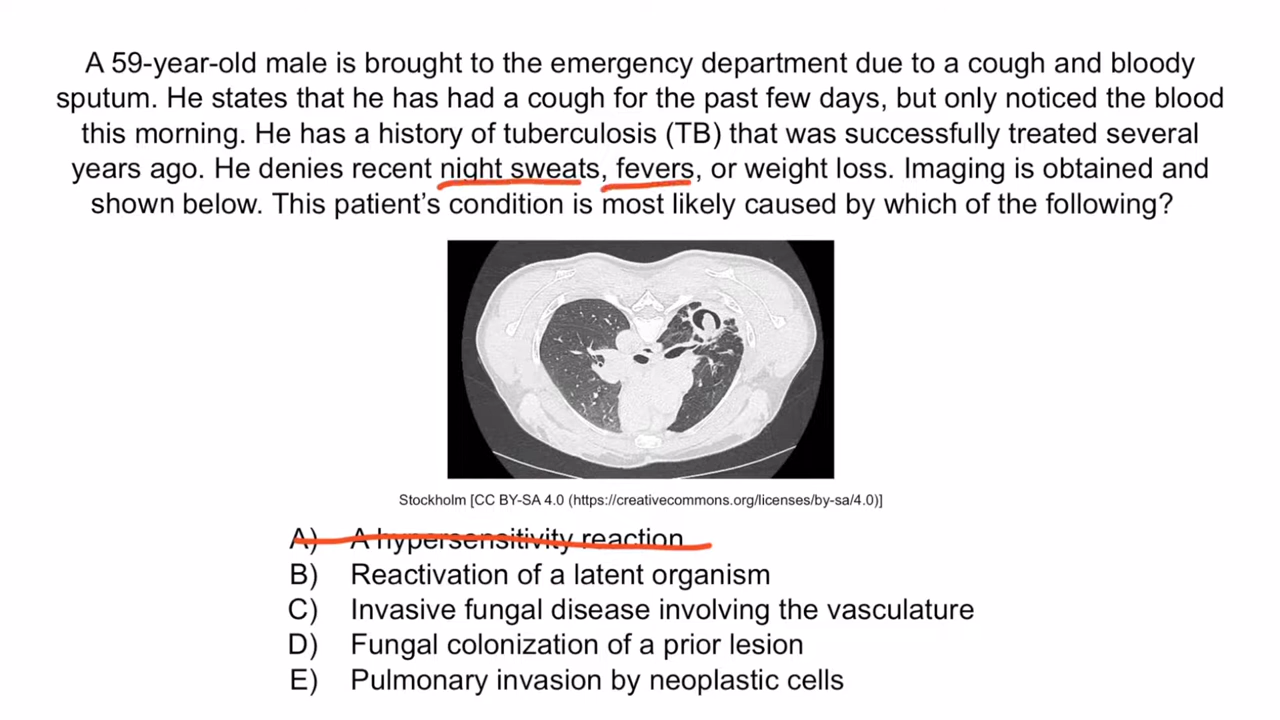 A 59-year-old male is brought to the emergency department due to a cough and bloody
sputum. He states that he has had a cough for the past few days, but only noticed the blood
this morning. He has a history of tuberculosis (TB) that was successfully treated several
years ago. He denies recent night sweats, fevers, or weight loss. Imaging is obtained and
shown below. This patient’s condition is most likely caused by which of the following?
Stockholm [CC BY-SA 4.0 (https://creativecommons.org/licenses/by-sa/4.0)]
A) A hypersensitivity reaction
B) Reactivation of a latent organism
C) Invasive fungal disease involving the vasculature
D) Fungal colonization of a prior lesion
E) Pulmonary invasion by neoplastic cells